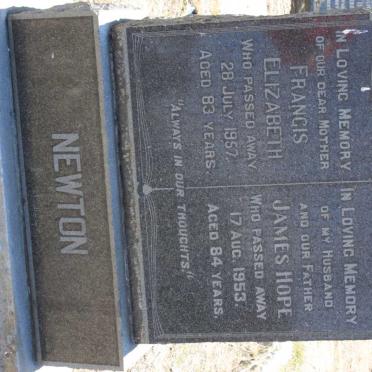 IN LOVING MEMORY
OF OUR DEAR MOTHER
FRANCIS
ELIZABETH
WHO PASSED AWAY
28 JULY 1957.
AGED 83 YEARS.
IN LOVING MEMORY
OF MY HUSBAND
AND OUR FATHER
JAMES HOPE
WHO PASSED AWAY
17 AUG. 1953.
AGED 84 YEARS.
"ALWAYS IN OUR THOUGHTS."
NEWTON